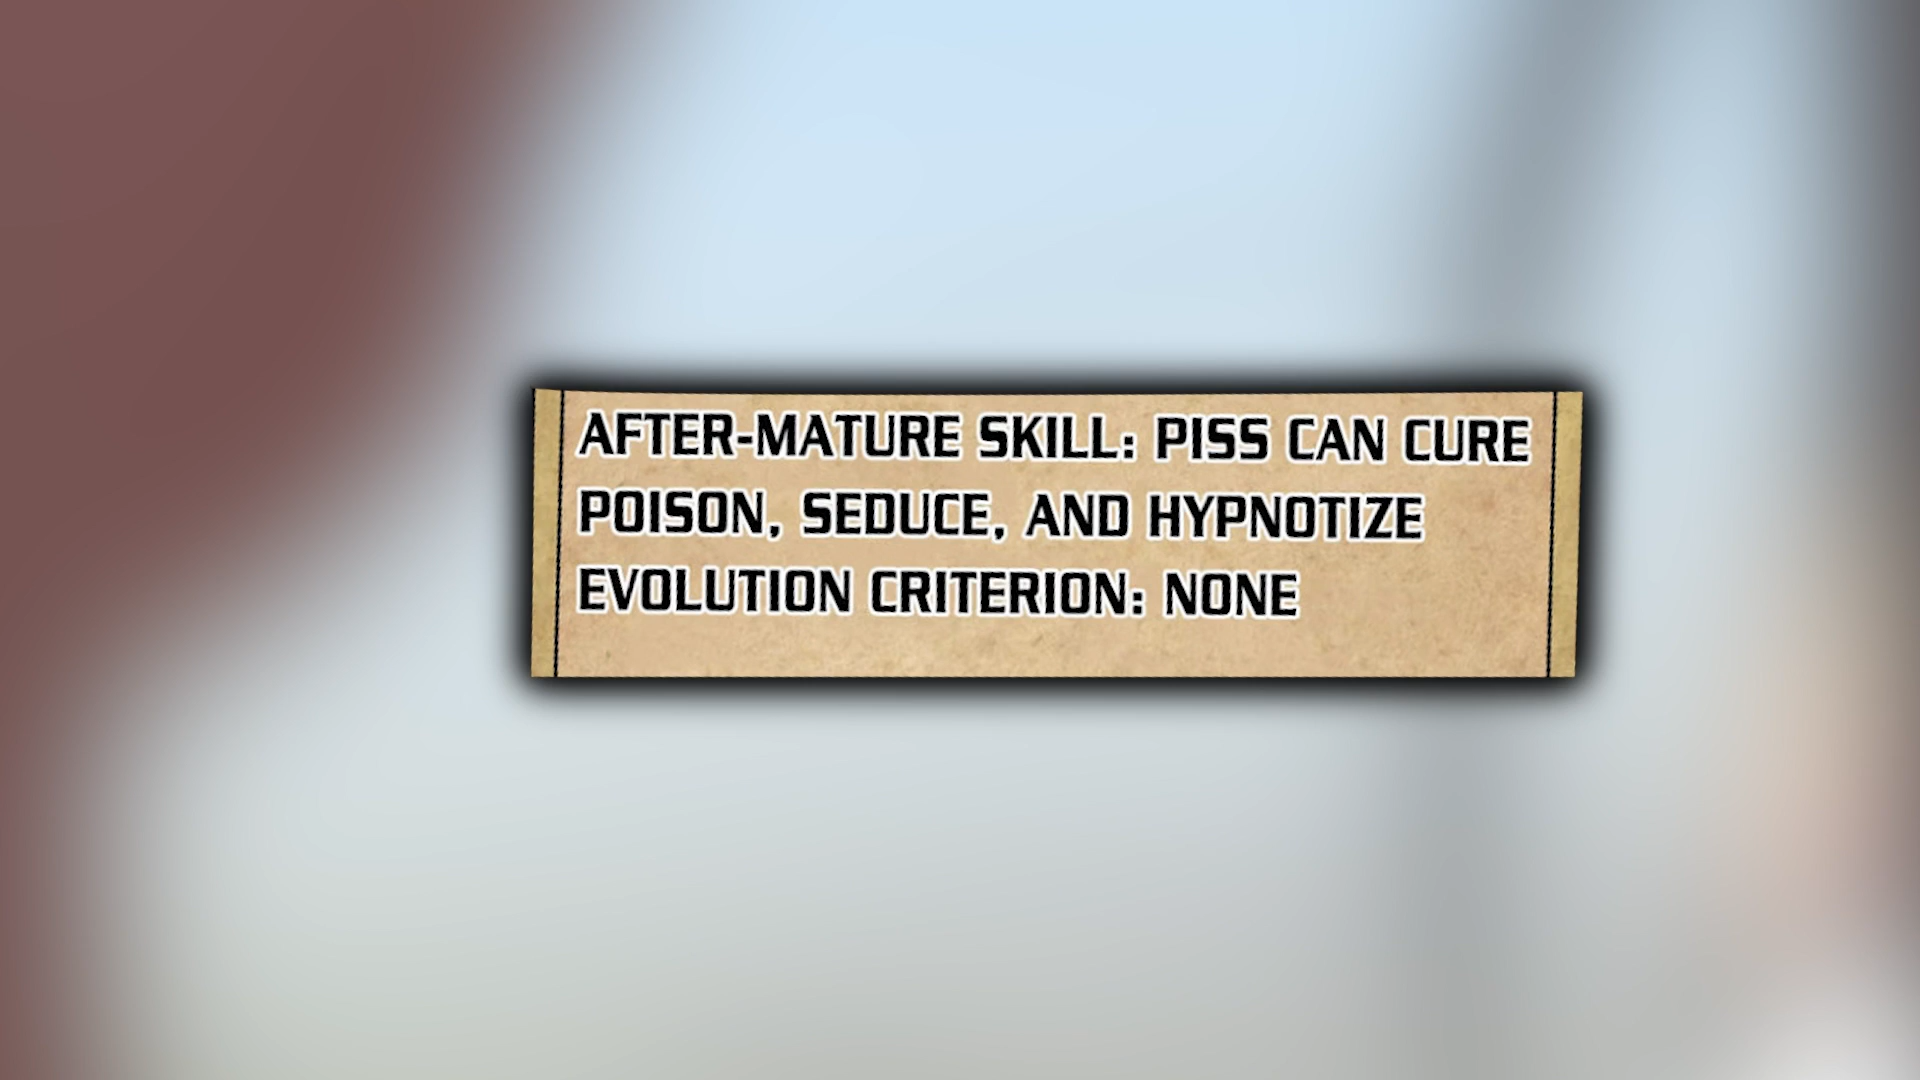 AFTER-MATURE SKILL: PISS CAN CURE
POISON, SEDUCE, AND HYPNOTIZE
EVOLUTION CRITERION: NONE